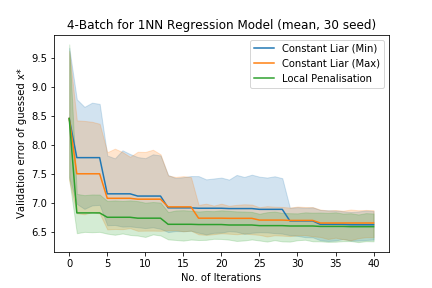 4-Batch for 1NN Regression Model (mean, 30 seed)
Constant Liar (Min)
Constant Liar (Max)
Local Penalisation
Validation error of guessed x*
9.5
9.0
8.5
8.0
7.5
7.0
6.5
0 5 10 15 20 25 30 35 40
No. of Iterations